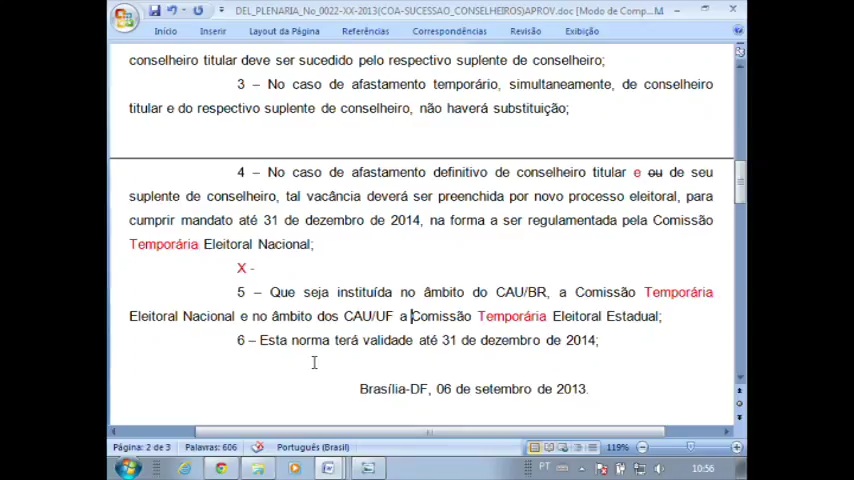 DEL_PLENARIA_No_0022-XX-2013(COA-SUCESSAO_CONSELHEIROS)APROV.doc [Modo de Comp...
Início Inserir Layout da Página Referências Correspondências Revisão Exibição
conselheiro titular deve ser sucedido pelo respectivo suplente de conselheiro;
3 – No caso de afastamento temporário, simultaneamente, de conselheiro
titular e do respectivo suplente de conselheiro, não haverá substituição;
4 – No caso de afastamento definitivo de conselheiro titular e ou de seu
suplente de conselheiro, tal vacância deverá ser preenchida por novo processo eleitoral, para
cumprir mandato até 31 de dezembro de 2014, na forma a ser regulamentada pela Comissão
Temporária Eleitoral Nacional;
X -
5 – Que seja instituída no âmbito do CAU/BR, a Comissão Temporária
Eleitoral Nacional e no âmbito dos CAU/UF a Comissão Temporária Eleitoral Estadual;
6 – Esta norma terá validade até 31 de dezembro de 2014;
Brasília-DF, 06 de setembro de 2013.
Página: 2 de 3 Palavras: 606 Português (Brasil) 119%
PT 10:56